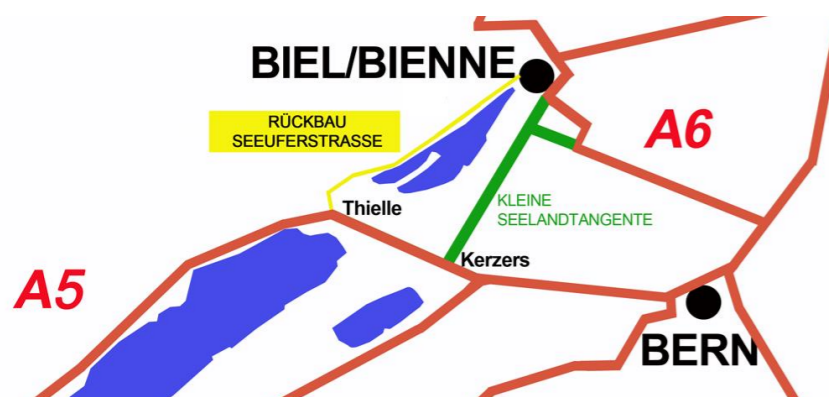 BIEL/BIENNE
RÜCKBAU
SEEUFERSTRASSE
A6
Thielle
KLEINE
SEELANDTANGENTE
Kerzers
A5
BERN